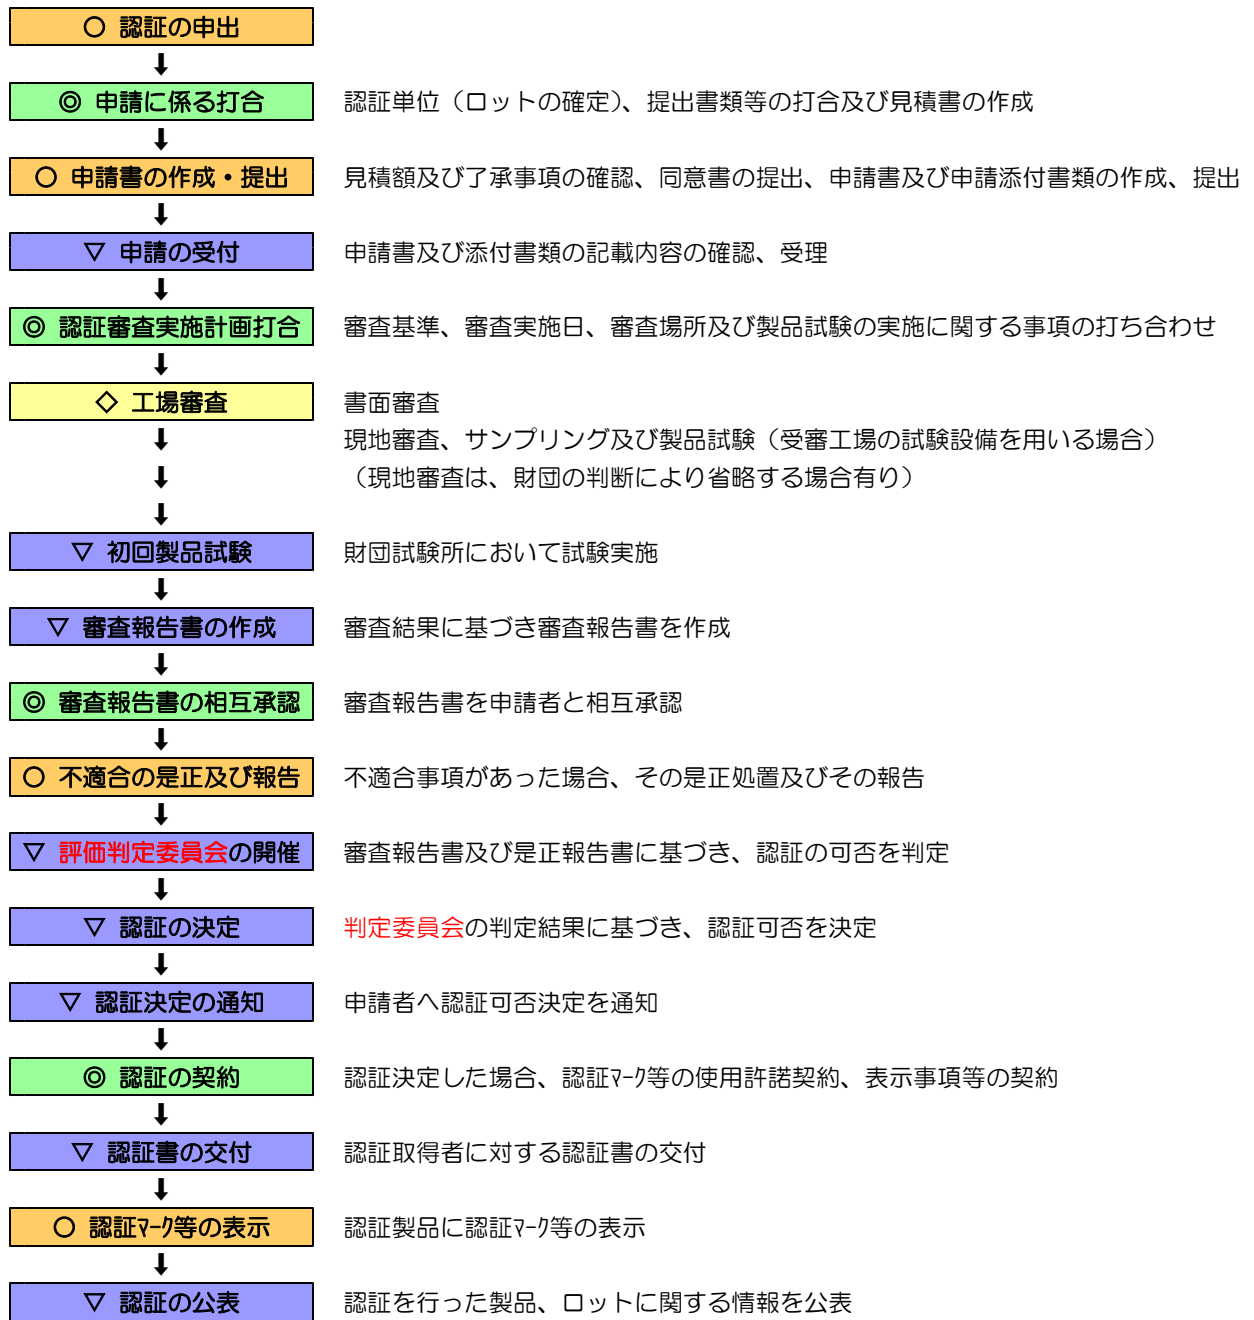 ○ 認証の申出
⬇
◎ 申請に係る打合 認証単位（ロットの確定）、提出書類等の打合及び見積書の作成
⬇
○ 申請書の作成・提出 見積額及び了承事項の確認、同意書の提出、申請書及び申請添付書類の作成、提出
⬇
▽ 申請の受付 申請書及び添付書類の記載内容の確認、受理
⬇
◎ 認証審査実施計画打合 審査基準、審査実施日、審査場所及び製品試験の実施に関する事項の打ち合わせ
⬇
◇ 工場審査 書面審査
⬇ 現地審査、サンプリング及び製品試験（受審工場の試験設備を用いる場合）
⬇ （現地審査は、財団の判断により省略する場合有り）
⬇
▽ 初回製品試験 財団試験所において試験実施
⬇
▽ 審査報告書の作成 審査結果に基づき審査報告書を作成
⬇
◎ 審査報告書の相互承認 審査報告書を申請者と相互承認
⬇
○ 不適合の是正及び報告 不適合事項があった場合、その是正処置及びその報告
⬇
▽ 評価判定委員会の開催 審査報告書及び是正報告書に基づき、認証の可否を判定
⬇
▽ 認証の決定 判定委員会の判定結果に基づき、認証可否を決定
⬇
▽ 認証決定の通知 申請者へ認証可否決定を通知
⬇
◎ 認証の契約 認証決定した場合、認証ﾏｰｸ等の使用許諾契約、表示事項等の契約
⬇
▽ 認証書の交付 認証取得者に対する認証書の交付
⬇
○ 認証ﾏｰｸ等の表示 認証製品に認証ﾏｰｸ等の表示
⬇
▽ 認証の公表 認証を行った製品、ロットに関する情報を公表